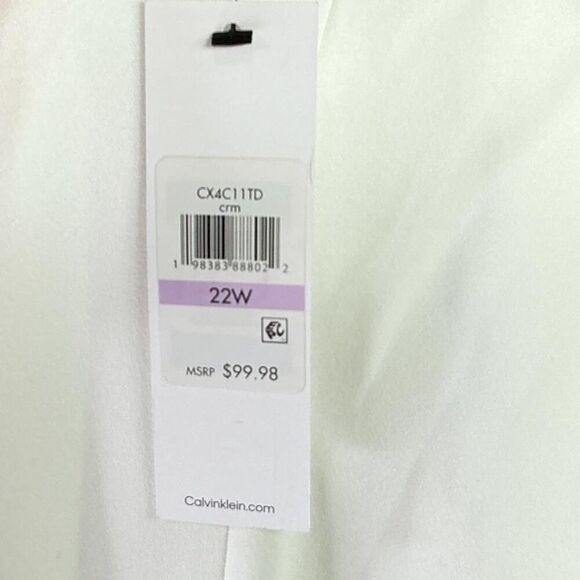 CX4C11TD
crm
1 98383 88802 2
22W
MSRP $99.98
Calvinklein.com